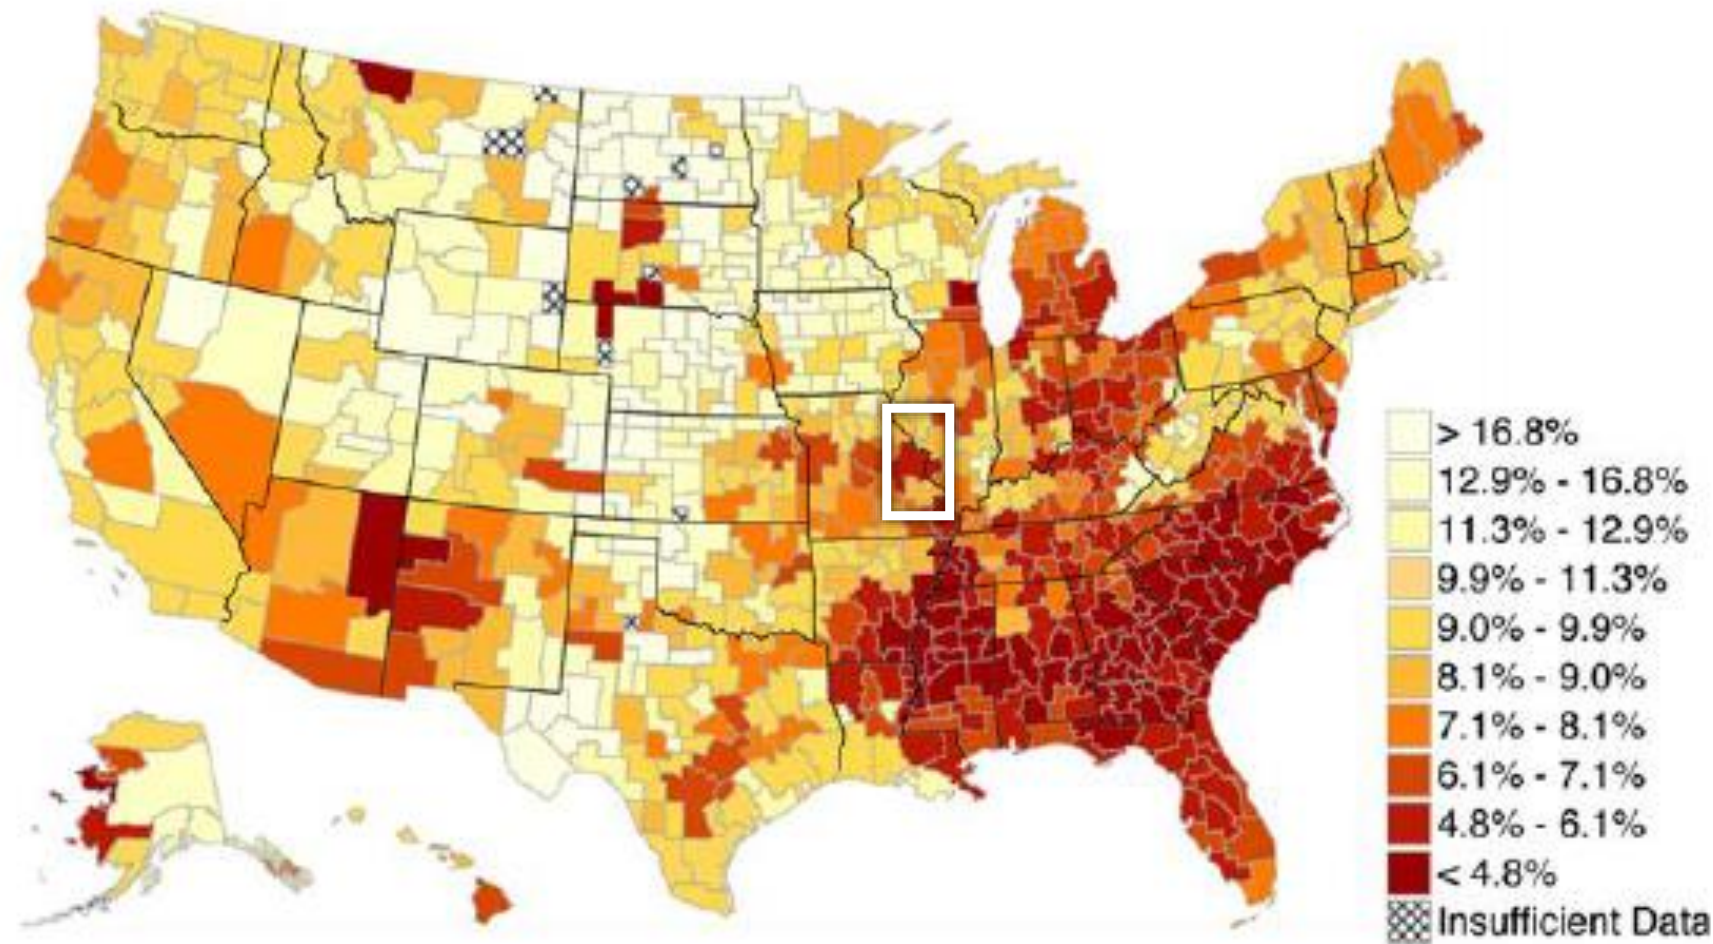 > 16.8%
12.9% - 16.8%
11.3% - 12.9%
9.9% - 11.3%
9.0% - 9.9%
8.1% - 9.0%
7.1% - 8.1%
6.1% - 7.1%
4.8% - 6.1%
< 4.8%
Insufficient Data